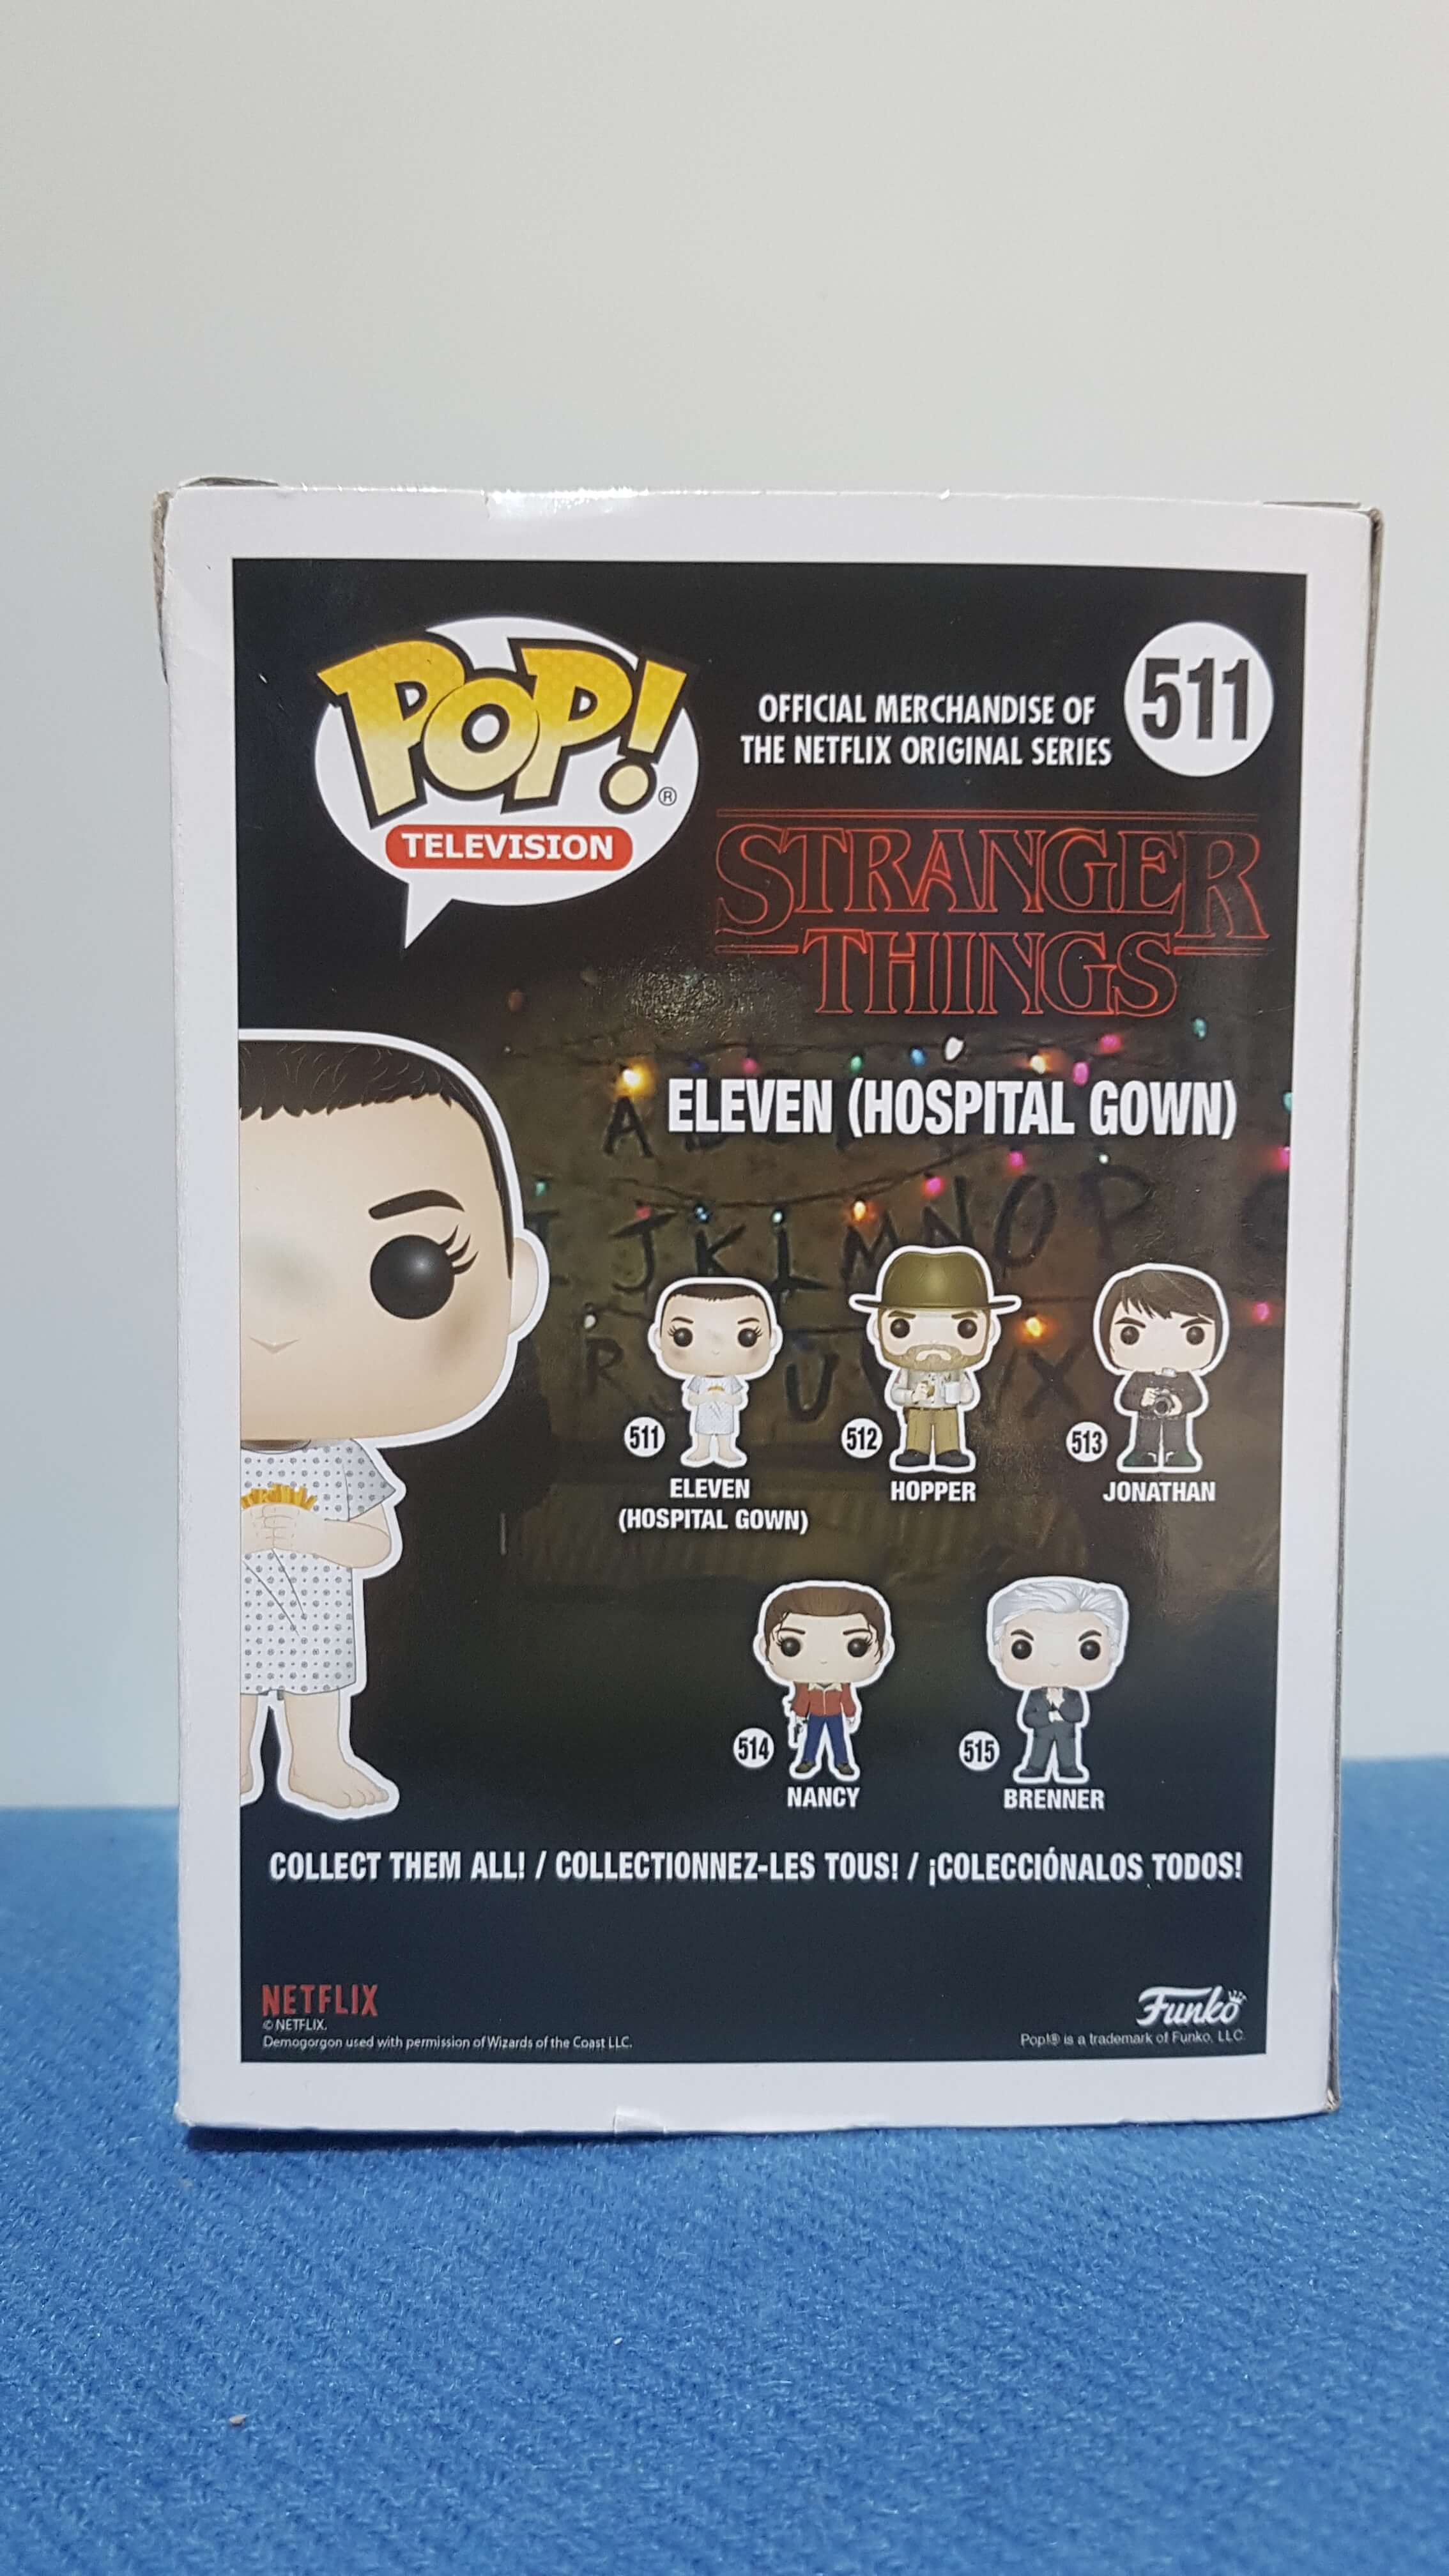 POP!®
TELEVISION
OFFICIAL MERCHANDISE OF
THE NETFLIX ORIGINAL SERIES
511
STRANGER
THINGS
ELEVEN (HOSPITAL GOWN)
A
J K L M N O P
R U X
511
ELEVEN
(HOSPITAL GOWN)
512
HOPPER
513
JONATHAN
514
NANCY
515
BRENNER
COLLECT THEM ALL! / COLLECTIONNEZ-LES TOUS! / ¡COLECCIÓNALOS TODOS!
NETFLIX
© NETFLIX.
Demogorgon used with permission of Wizards of the Coast LLC.
Funko
Pop!® is a trademark of Funko, LLC.